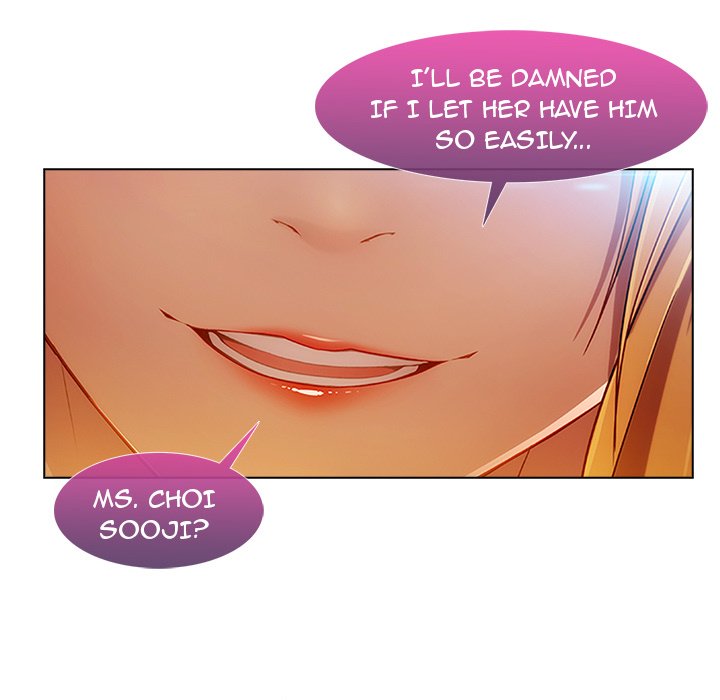 I'LL BE DAMNED
IF I LET HER HAVE HIM
SO EASILY...
MS. CHOI
SOOJI?